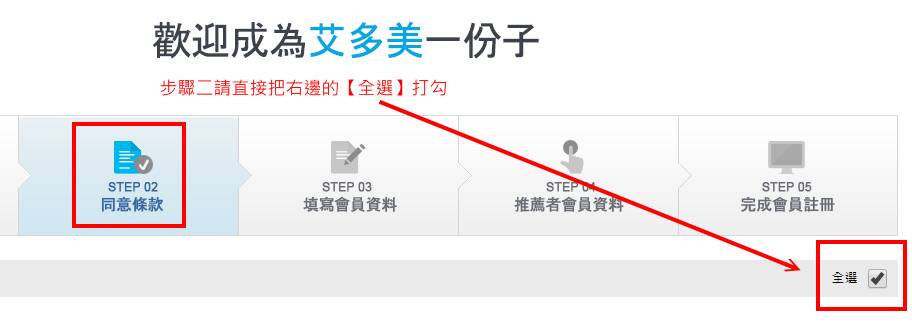 歡迎成為艾多美一份子
步驟二請直接把右邊的【全選】打勾
STEP 02
同意條款
STEP 03
填寫會員資料
STEP 04
推薦者會員資料
STEP 05
完成會員註冊
全選